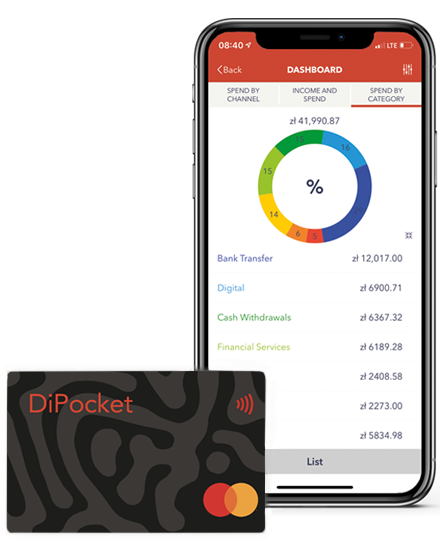 08:40
LTE
Back
DASHBOARD
SPEND BY CHANNEL
INCOME AND SPEND
SPEND BY CATEGORY
zł 41,990.87
16
15
%
14
6
5
Bank Transfer zł 12,017.00
Digital zł 6900.71
Cash Withdrawals zł 6367.32
Financial Services zł 6189.28
zł 2408.58
zł 2273.00
zł 5834.98
List
DiPocket